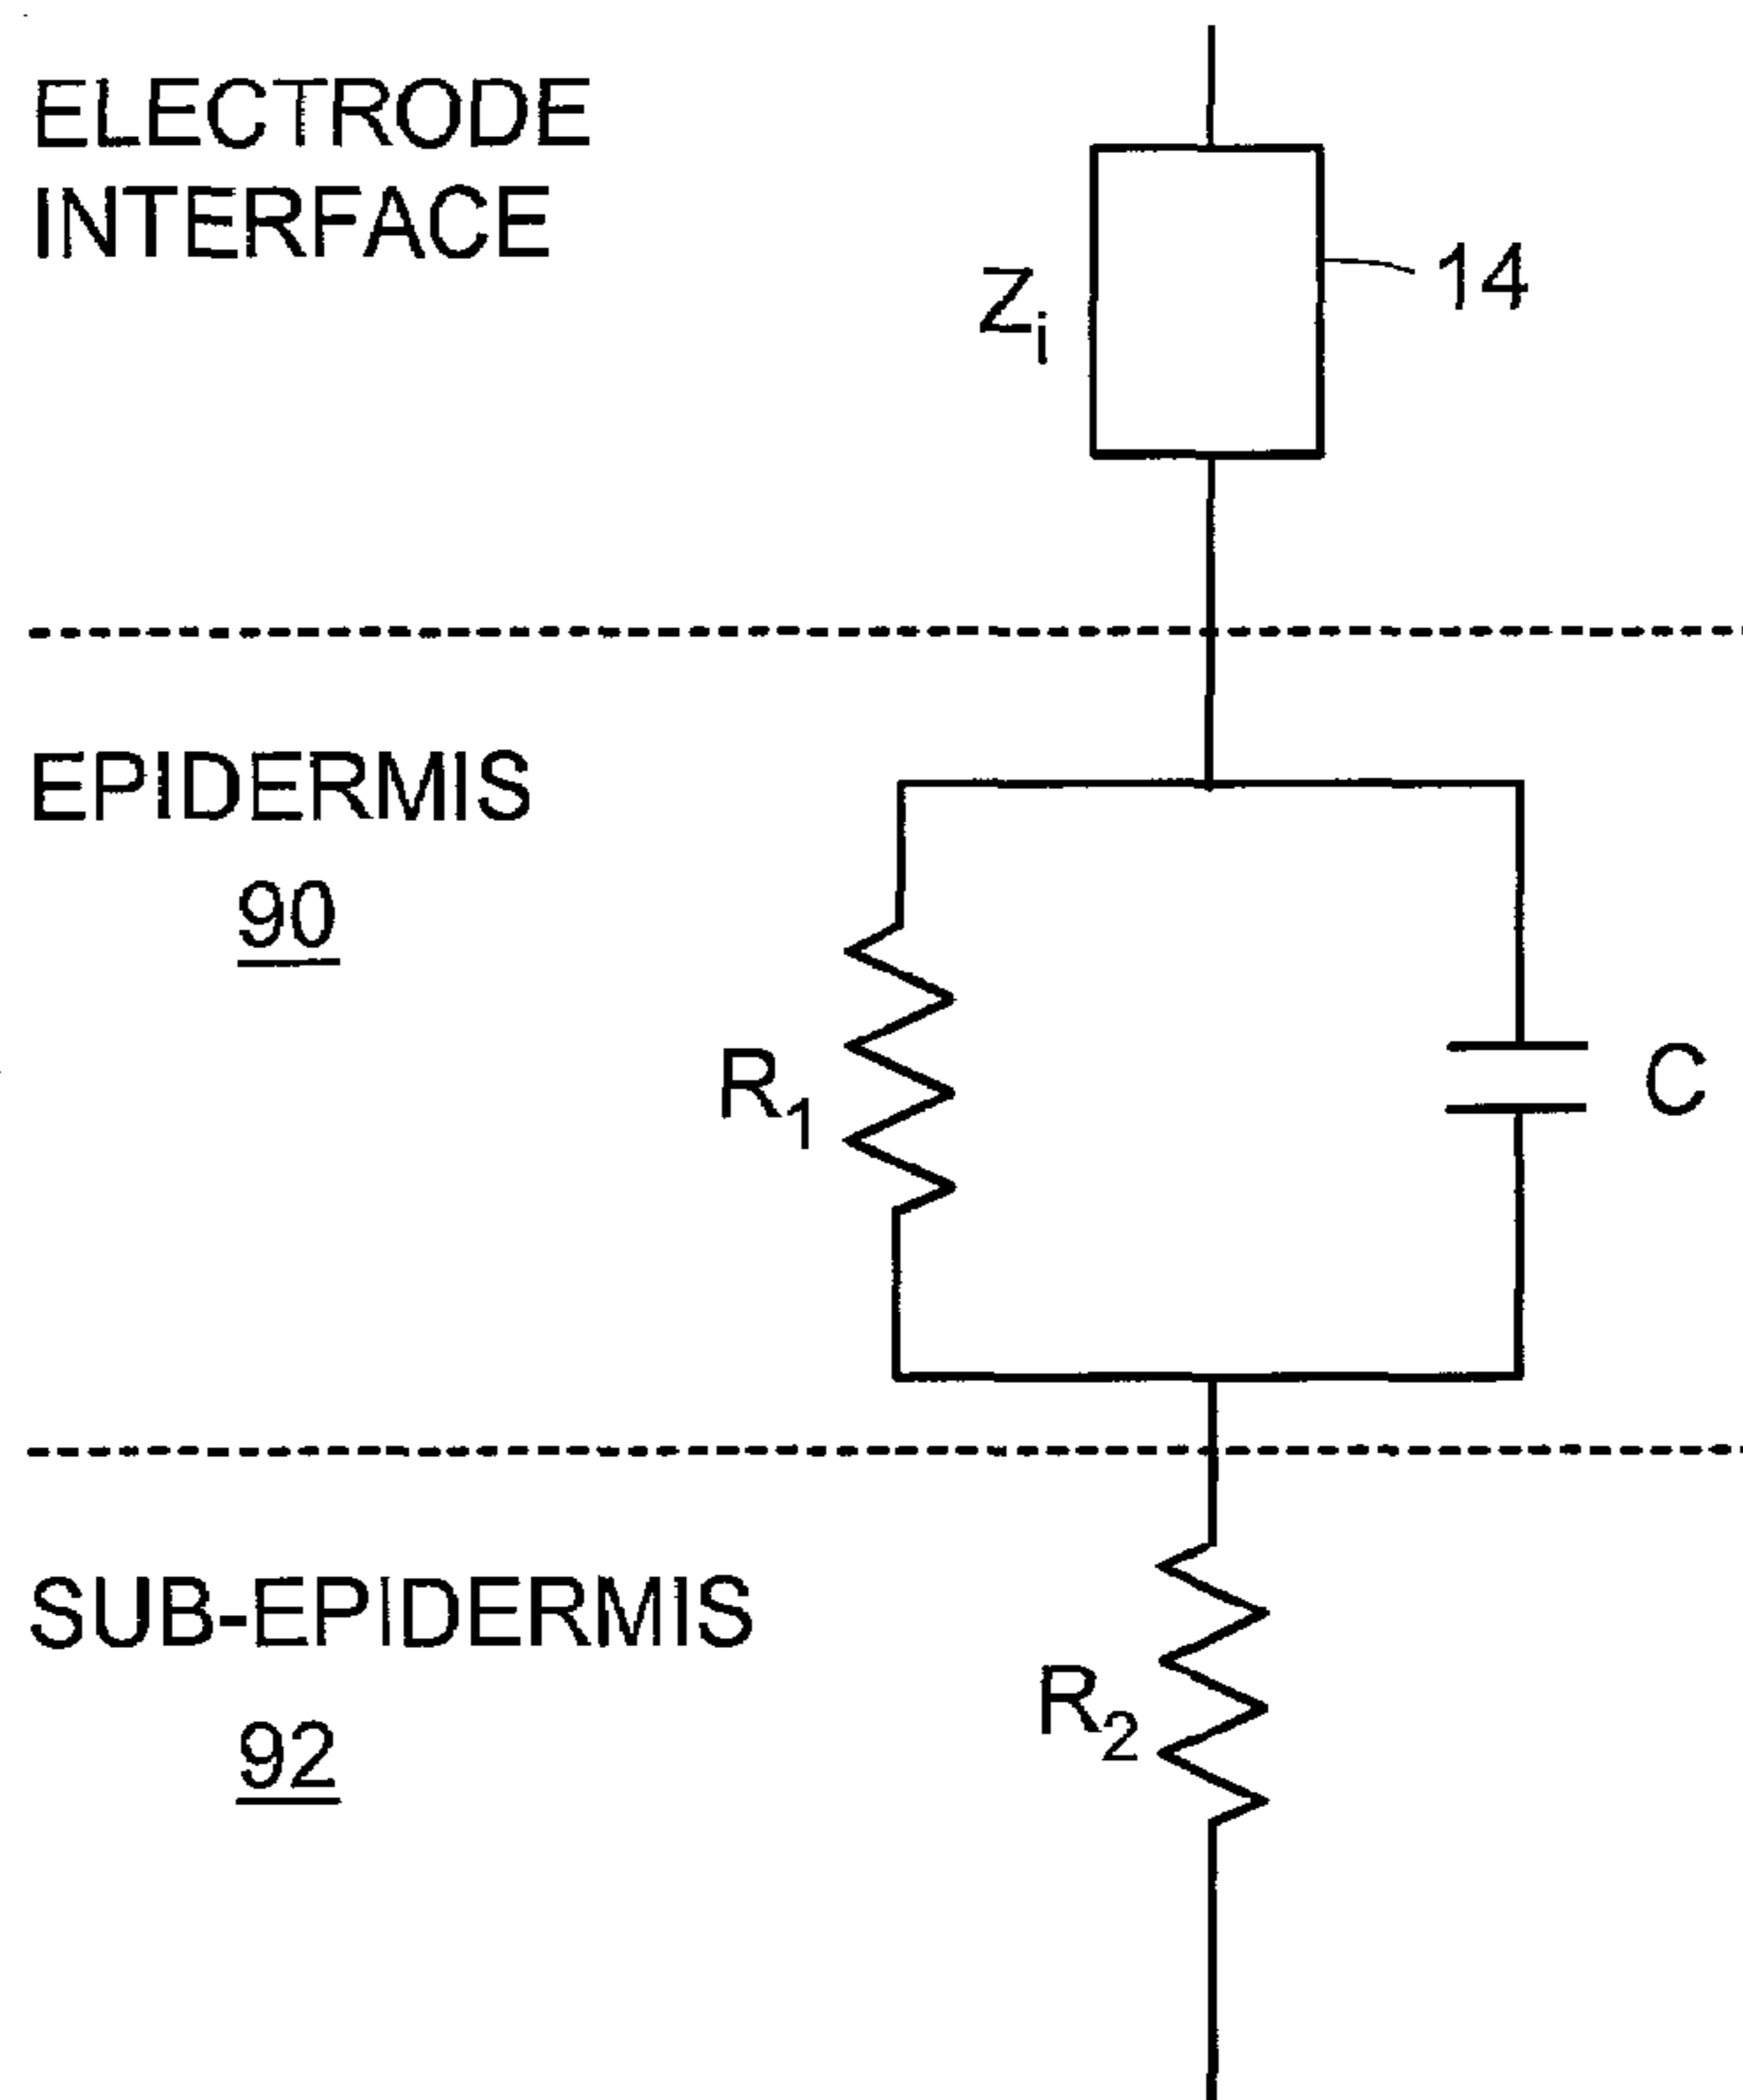 ELECTRODE
INTERFACE
Zi
14
EPIDERMIS
90
R1
C
SUB-EPIDERMIS
R2
92